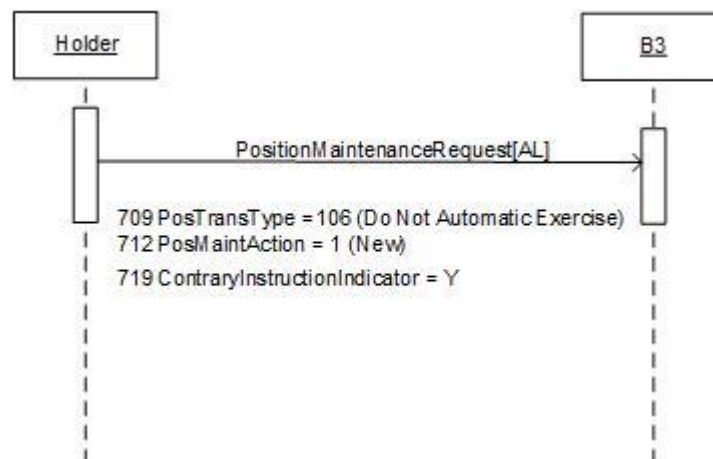 Holder
B3
PositionMaintenanceRequest[AL]
709 PosTransType = 106 (Do Not Automatic Exercise)
712 PosMaintAction = 1 (New)
719 ContraryInstructionIndicator = Y